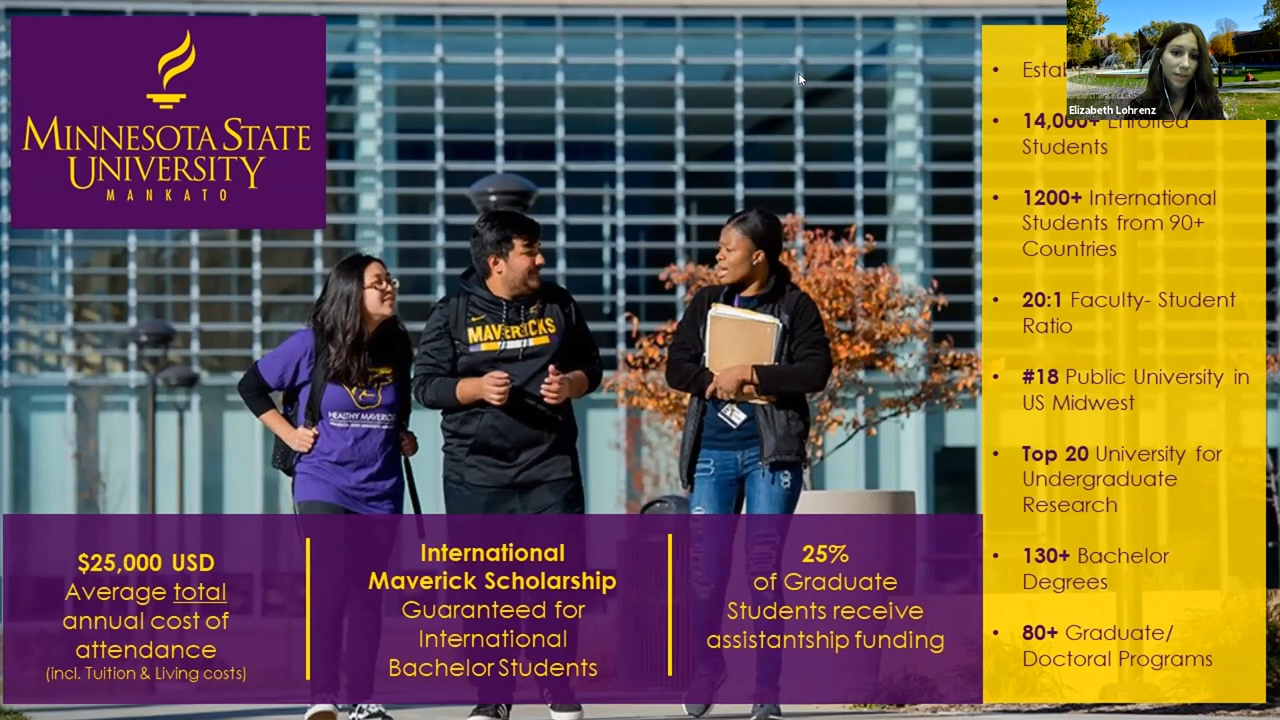 MINNESOTA STATE
UNIVERSITY
MANKATO
Elizabeth Lohrenz
MAVERICKS
HEALTHY MAVERICK
• 14,000+ Enrolled
Students
• 1200+ International
Students from 90+
Countries
• 20:1 Faculty- Student
Ratio
• #18 Public University in
US Midwest
• Top 20 University for
Undergraduate
Research
• 130+ Bachelor
Degrees
• 80+ Graduate/
Doctoral Programs
$25,000 USD
Average total
annual cost of
attendance
(incl. Tuition & Living costs)
International
Maverick Scholarship
Guaranteed for
International
Bachelor Students
25%
of Graduate
Students receive
assistantship funding